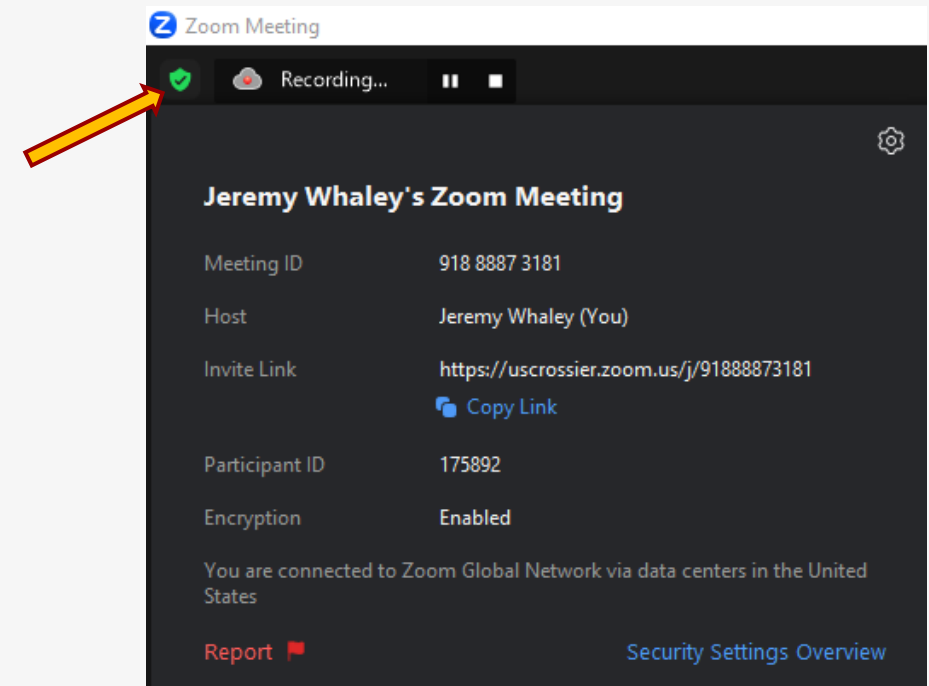 Zoom Meeting
Recording...
Jeremy Whaley's Zoom Meeting
Meeting ID 918 8887 3181
Host Jeremy Whaley (You)
Invite Link https://uscrossier.zoom.us/j/91888873181
Copy Link
Participant ID 175892
Encryption Enabled
You are connected to Zoom Global Network via data centers in the United
States
Report Security Settings Overview